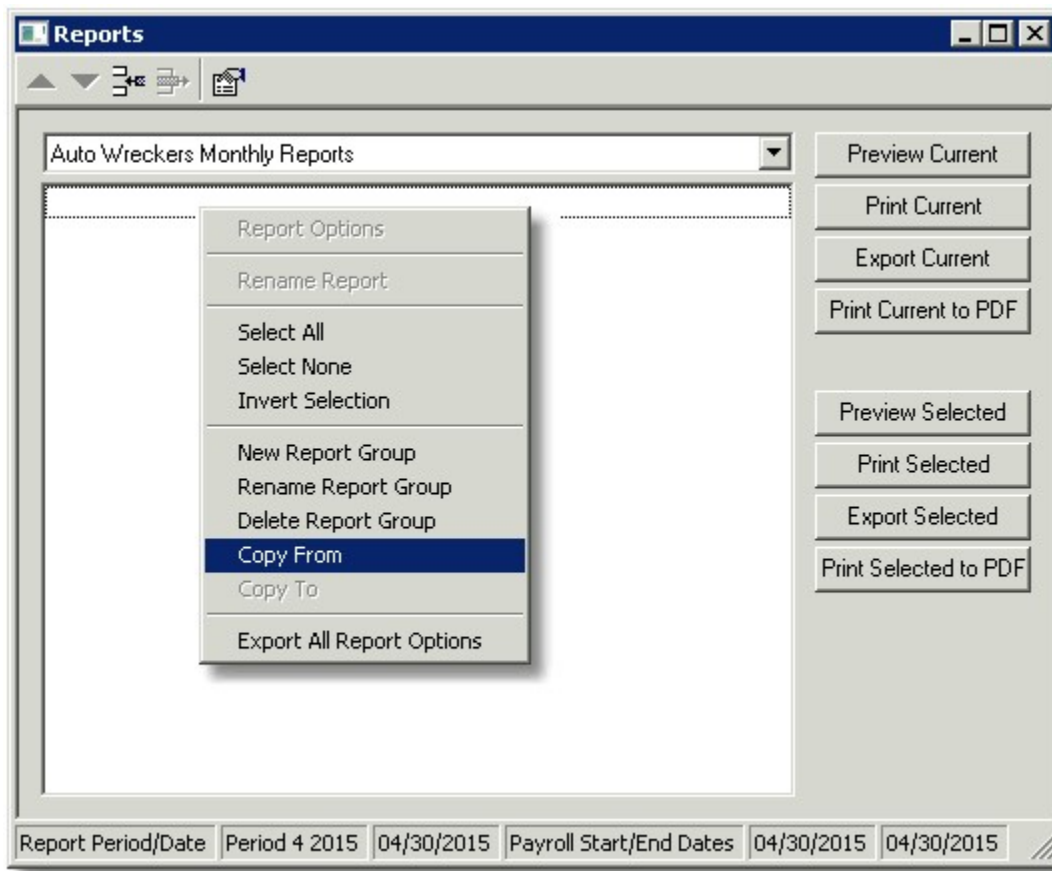 Reports
Auto Wreckers Monthly Reports
Report Options
Rename Report
Select All
Select None
Invert Selection
New Report Group
Rename Report Group
Delete Report Group
Copy From
Copy To
Export All Report Options
Preview Current
Print Current
Export Current
Print Current to PDF
Preview Selected
Print Selected
Export Selected
Print Selected to PDF
Report Period/Date Period 4 2015 04/30/2015 Payroll Start/End Dates 04/30/2015 04/30/2015